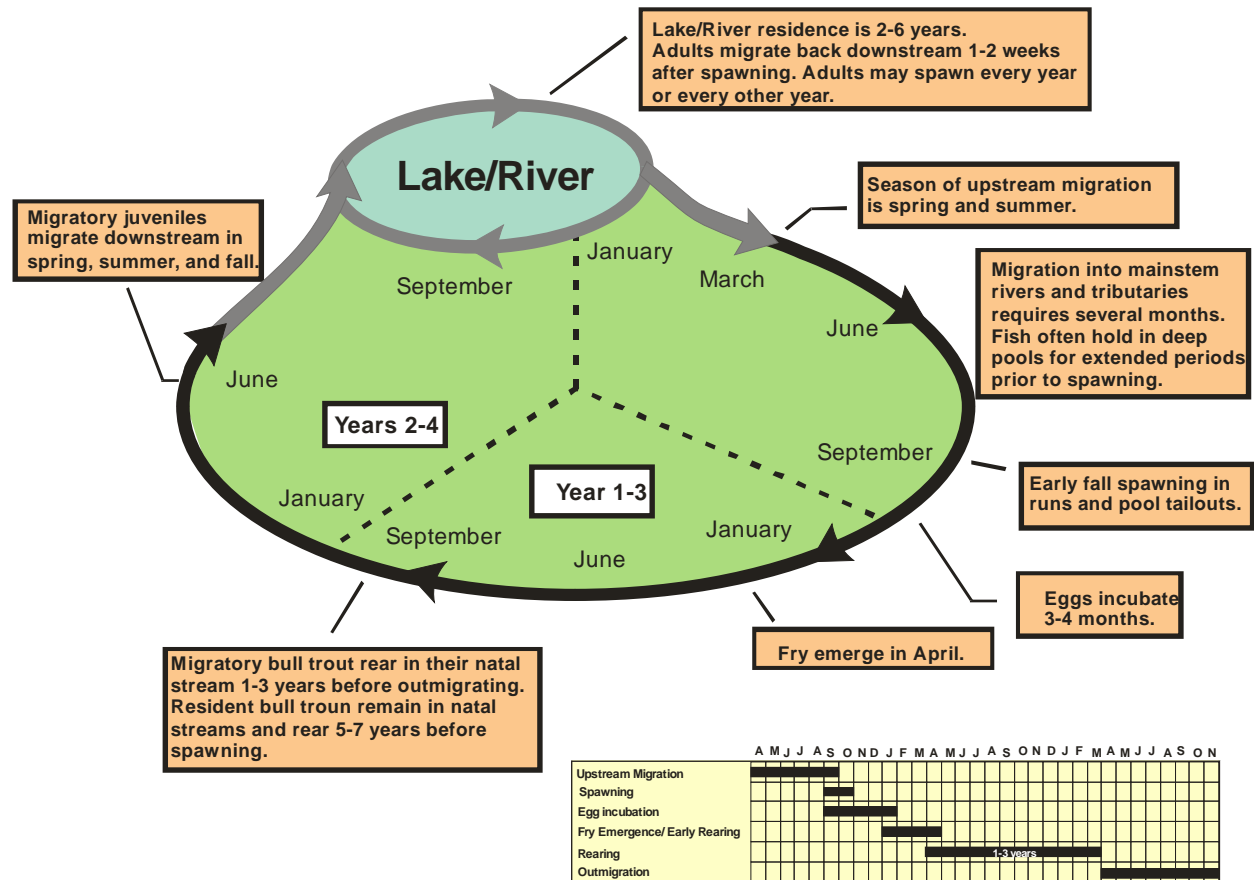 Lake/River residence is 2-6 years.
Adults migrate back downstream 1-2 weeks
after spawning. Adults may spawn every year
or every other year.
Lake/River
Season of upstream migration
is spring and summer.
Migratory juveniles
migrate downstream in
spring, summer, and fall.
January
September
March
Migration into mainstem
rivers and tributaries
requires several months.
Fish often hold in deep
pools for extended periods
prior to spawning.
June
June
Years 2-4
September
Year 1-3
Early fall spawning in
runs and pool tailouts.
January
September
June
January
Eggs incubate
3-4 months.
Fry emerge in April.
Migratory bull trout rear in their natal
stream 1-3 years before outmigrating.
Resident bull troun remain in natal
streams and rear 5-7 years before
spawning.
A M J J A S O N D J F M A M J J A S O N D J F M A M J J A S O N
Upstream Migration
Spawning
Egg incubation
Fry Emergence/ Early Rearing
Rearing 1-3 years
Outmigration